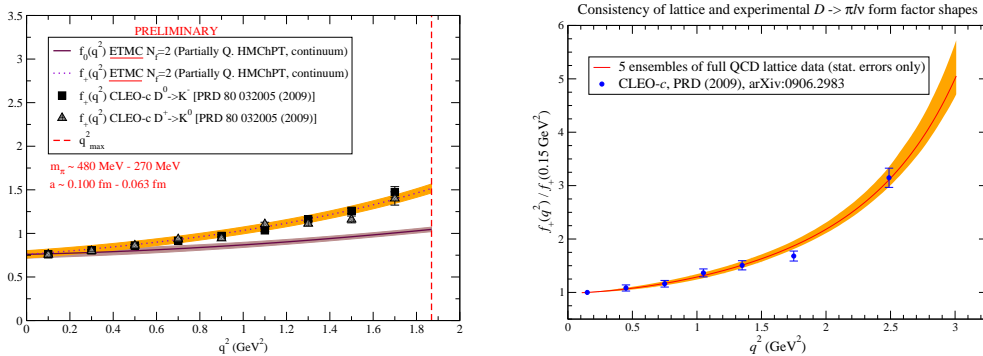 PRELIMINARY
f0(q²) ETMC Nf=2 (Partially Q. HMChPT, continuum)
f+(q²) ETMC Nf=2 (Partially Q. HMChPT, continuum)
f+(q²) CLEO-c D⁰->K⁻ [PRD 80 032005 (2009)]
f+(q²) CLEO-c D⁺->K⁰ [PRD 80 032005 (2009)]
q²max
mπ ~ 480 MeV - 270 MeV
a ~ 0.100 fm - 0.063 fm
3.5
3
2.5
2
1.5
1
0.5
0
0 0.2 0.4 0.6 0.8 1 1.2 1.4 1.6 1.8 2
q² (GeV²)
Consistency of lattice and experimental D -> πlν form factor shapes
5 ensembles of full QCD lattice data (stat. errors only)
CLEO-c, PRD (2009), arXiv:0906.2983
f+(q²) / f+(0.15 GeV²)
6
5
4
3
2
1
0
0 0.5 1 1.5 2 2.5 3
q² (GeV²)